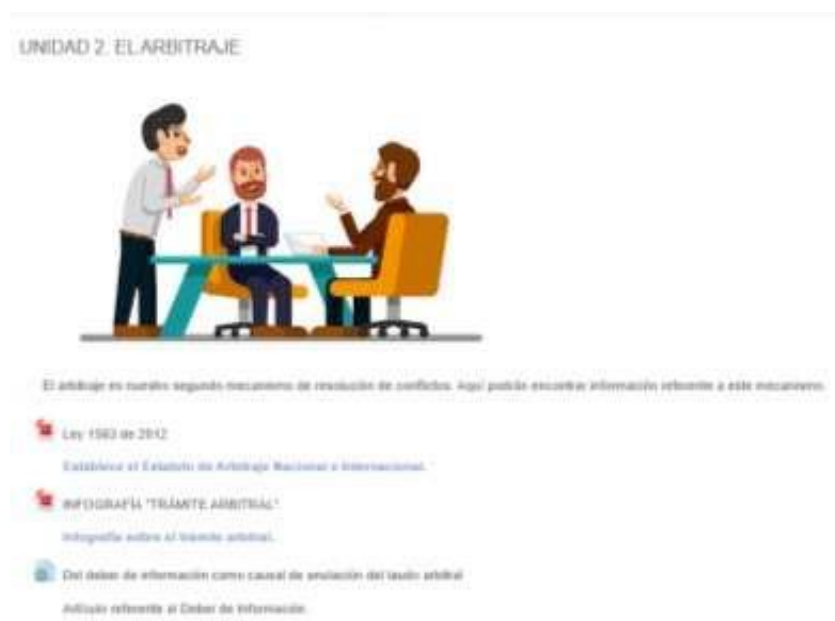 UNIDAD 2. EL ARBITRAJE
El arbitraje es nuestro segundo mecanismo de resolución de conflictos. Aquí podrás encontrar información referente a este mecanismo.
Ley 1563 de 2012
Establece el Estatuto de Arbitraje Nacional e Internacional.
INFOGRAFÍA "TRÁMITE ARBITRAL"
Infografía sobre el trámite arbitral.
Del deber de información como causal de anulación del laudo arbitral
Artículo referente al Deber de Información.